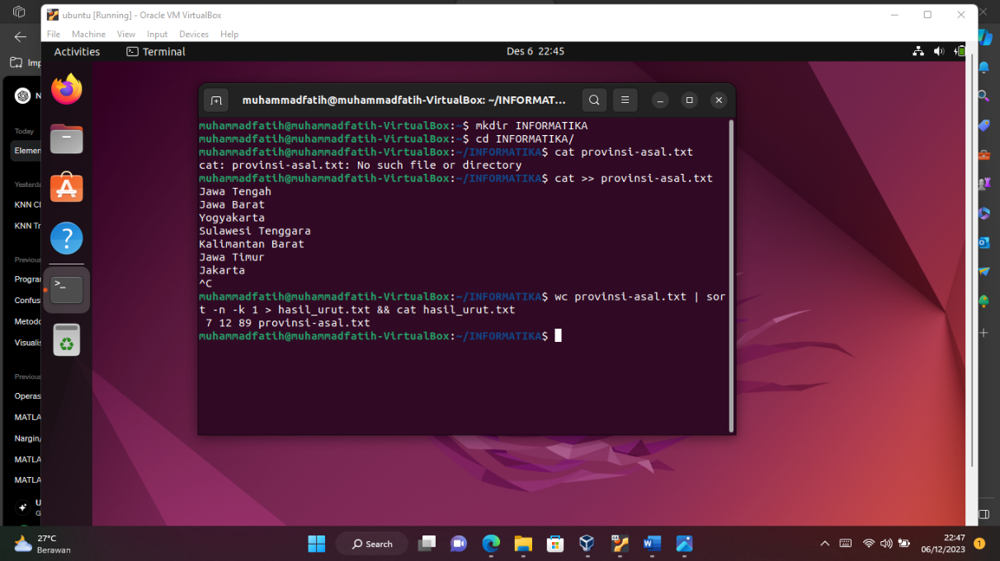 ubuntu [Running] - Oracle VM VirtualBox
File Machine View Input Devices Help
Activities
Terminal
Des 6 22:45
muhammadfatih@muhammadfatih-VirtualBox: ~/INFORMAT...
muhammadfatih@muhammadfatih-VirtualBox:~$ mkdir INFORMATIKA
muhammadfatih@muhammadfatih-VirtualBox:~$ cd INFORMATIKA/
muhammadfatih@muhammadfatih-VirtualBox:~/INFORMATIKA$ cat provinsi-asal.txt
cat: provinsi-asal.txt: No such file or directory
muhammadfatih@muhammadfatih-VirtualBox:~/INFORMATIKA$ cat >> provinsi-asal.txt
Jawa Tengah
Jawa Barat
Yogyakarta
Sulawesi Tenggara
Kalimantan Barat
Jawa Timur
Jakarta
^C
muhammadfatih@muhammadfatih-VirtualBox:~/INFORMATIKA$ wc provinsi-asal.txt | sor
t -n -k 1 > hasil_urut.txt && cat hasil_urut.txt
 7 12 89 provinsi-asal.txt
muhammadfatih@muhammadfatih-VirtualBox:~/INFORMATIKA$
Imp
N
Today
Elemen
Yesterda
KNN Cl
KNN Tr
Previou
Progra
Confus
Metodo
Visualis
Previou
Operas
MATLA
Nargin/
MATLA
MATLA
U
G
27°C
Berawan
Search
22:47
06/12/2023
1